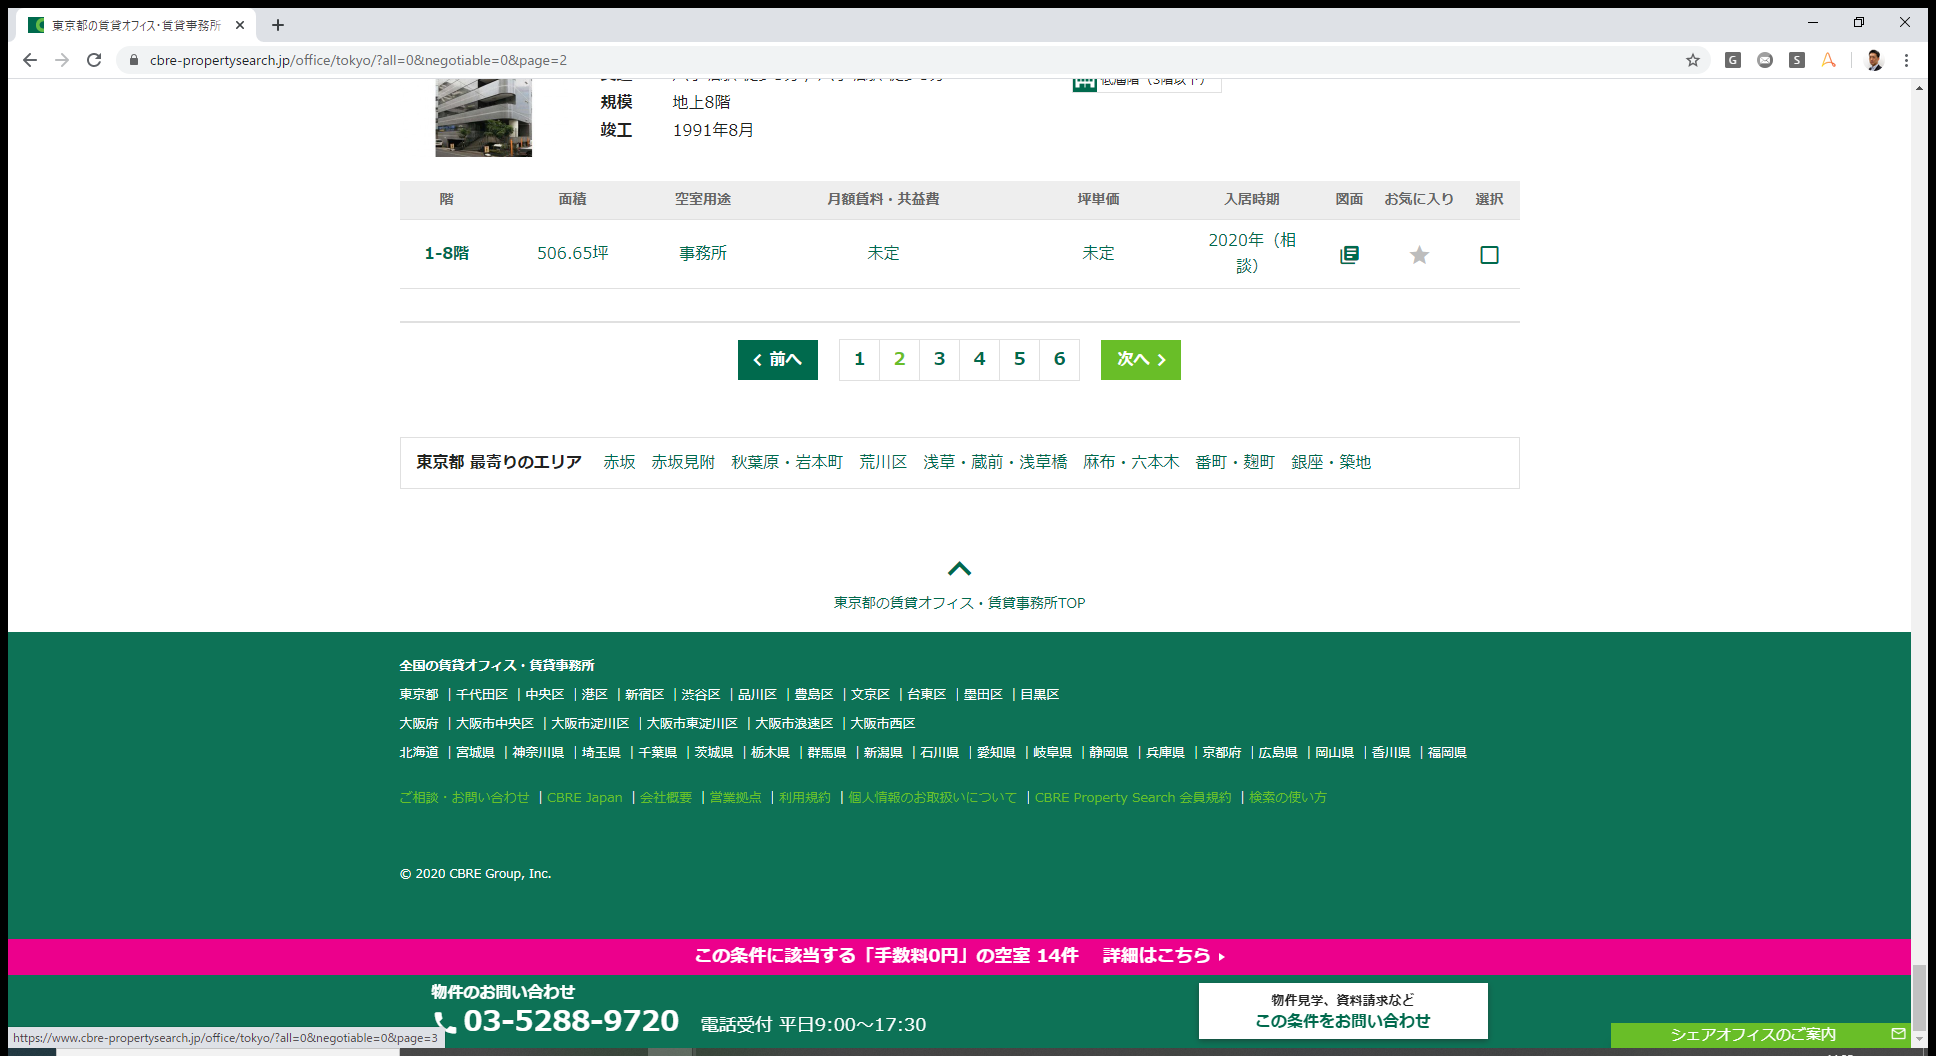 東京都の賃貸オフィス・賃貸事務所
cbre-propertysearch.jp/office/tokyo/?all=0&negotiable=0&page=2
規模 地上8階
竣工 1991年8月
階 面積 空室用途 月額賃料・共益費 坪単価 入居時期 図面 お気に入り 選択
1-8階 506.65坪 事務所 未定 未定 2020年（相談）
前へ 1 2 3 4 5 6 次へ
東京都 最寄りのエリア 赤坂 赤坂見附 秋葉原・岩本町 荒川区 浅草・蔵前・浅草橋 麻布・六本木 番町・麹町 銀座・築地
東京都の賃貸オフィス・賃貸事務所TOP
全国の賃貸オフィス・賃貸事務所
東京都 | 千代田区 | 中央区 | 港区 | 新宿区 | 渋谷区 | 品川区 | 豊島区 | 文京区 | 台東区 | 墨田区 | 目黒区
大阪府 | 大阪市中央区 | 大阪市淀川区 | 大阪市東淀川区 | 大阪市浪速区 | 大阪市西区
北海道 | 宮城県 | 神奈川県 | 埼玉県 | 千葉県 | 茨城県 | 栃木県 | 群馬県 | 新潟県 | 石川県 | 愛知県 | 岐阜県 | 静岡県 | 兵庫県 | 京都府 | 広島県 | 岡山県 | 香川県 | 福岡県
ご相談・お問い合わせ | CBRE Japan | 会社概要 | 営業拠点 | 利用規約 | 個人情報のお取扱いについて | CBRE Property Search 会員規約 | 検索の使い方
© 2020 CBRE Group, Inc.
この条件に該当する「手数料0円」の空室 14件 詳細はこちら
物件のお問い合わせ
03-5288-9720 電話受付 平日9:00～17:30
物件見学、資料請求など
この条件をお問い合わせ
シェアオフィスのご案内
https://www.cbre-propertysearch.jp/office/tokyo/?all=0&negotiable=0&page=3